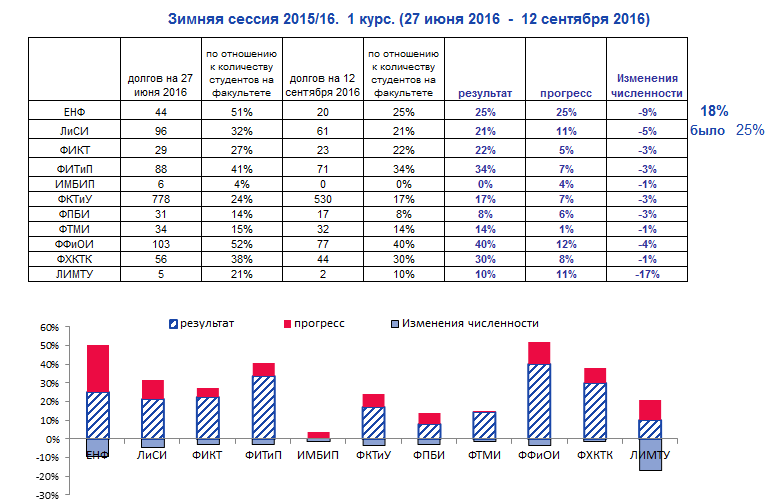 Зимняя сессия 2015/16. 1 курс. (27 июня 2016 - 12 сентября 2016)
долгов на 27 июня 2016 по отношению к количеству студентов на факультете долгов на 12 сентября 2016 по отношению к количеству студентов на факультете результат прогресс Изменения численности
ЕНФ 44 51% 20 25% 25% 25% -9%
18%
ЛиСИ 96 32% 61 21% 21% 11% -5%
было 25%
ФИКТ 29 27% 23 22% 22% 5% -3%
ФИТиП 88 41% 71 34% 34% 7% -3%
ИМБИП 6 4% 0 0% 0% 4% -1%
ФКТиУ 778 24% 530 17% 17% 7% -3%
ФПБИ 31 14% 17 8% 8% 6% -3%
ФТМИ 34 15% 32 14% 14% 1% -1%
ФФиОИ 103 52% 77 40% 40% 12% -4%
ФХКТК 56 38% 44 30% 30% 8% -1%
ЛИМТУ 5 21% 2 10% 10% 11% -17%
результат прогресс Изменения численности
60%
50%
40%
30%
20%
10%
0%
ЕНФ ЛиСИ ФИКТ ФИТиП ИМБИП ФКТиУ ФПБИ ФТМИ ФФиОИ ФХКТК ЛИМТУ
-10%
-20%
-30%